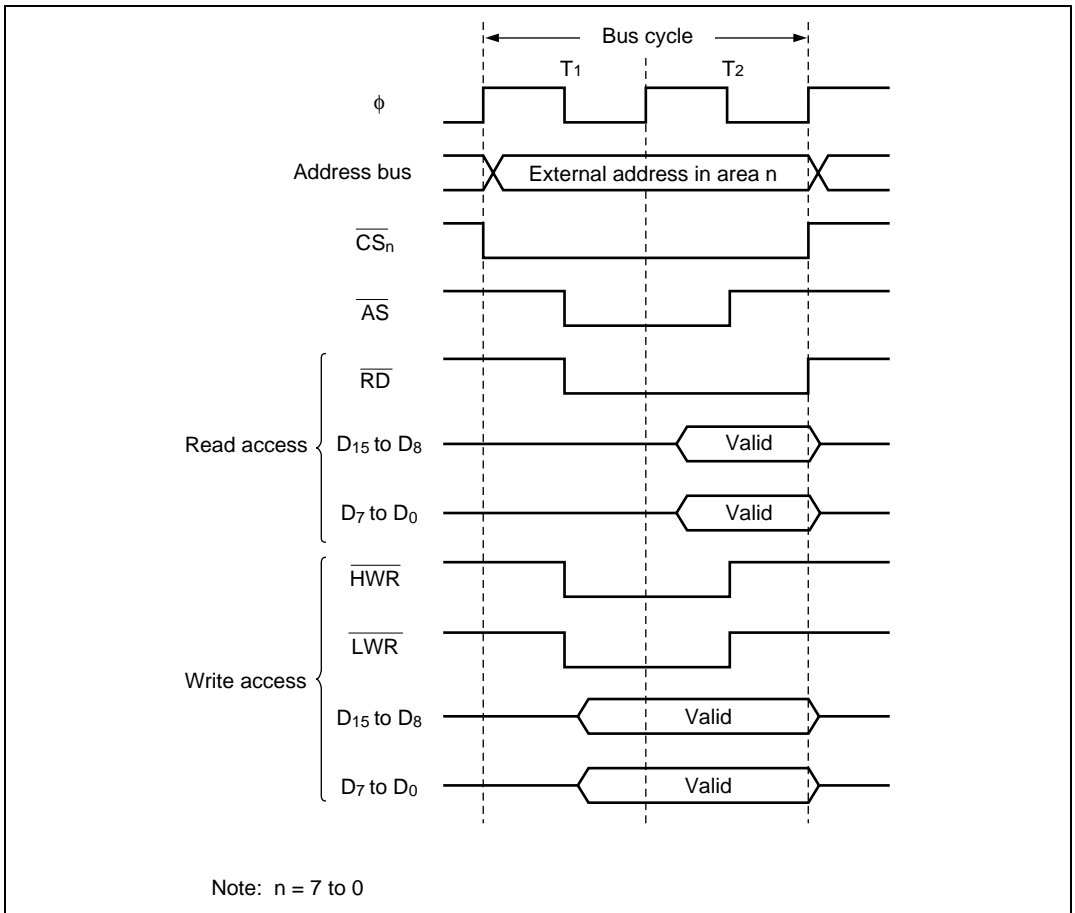 Bus cycle
T1 T2
ϕ
Address bus External address in area n
CSn
AS
RD
Read access
D15 to D8 Valid
D7 to D0 Valid
HWR
LWR
Write access
D15 to D8 Valid
D7 to D0 Valid
Note: n = 7 to 0